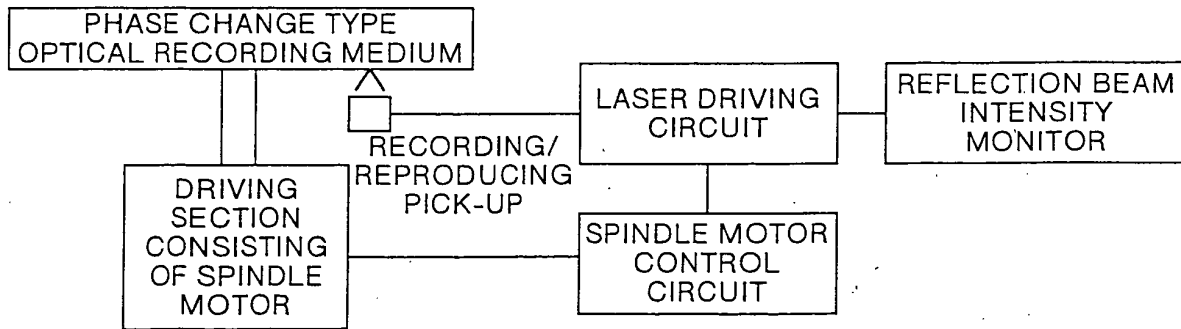 PHASE CHANGE TYPE
OPTICAL RECORDING MEDIUM
LASER DRIVING
CIRCUIT
REFLECTION BEAM
INTENSITY
MONITOR
RECORDING/
REPRODUCING
PICK-UP
DRIVING
SECTION
CONSISTING
OF SPINDLE
MOTOR
SPINDLE MOTOR
CONTROL
CIRCUIT